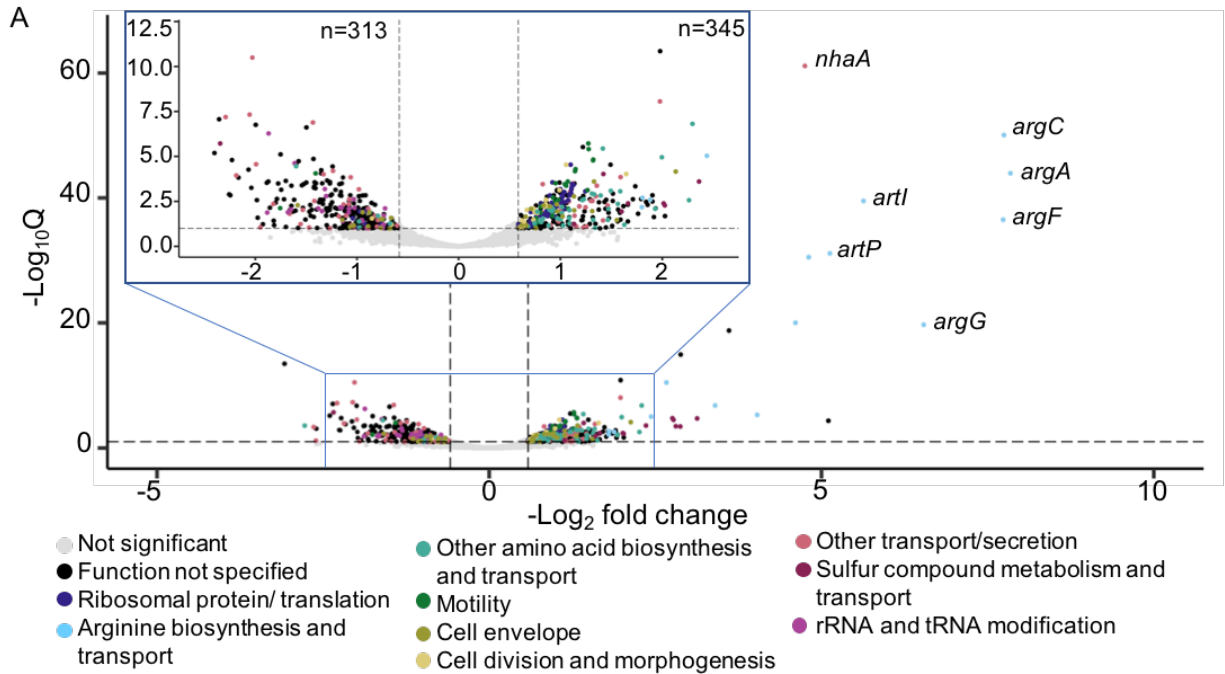 A
12.5
10.0
7.5
5.0
2.5
0.0
n=313
n=345
-2
-1
0
1
2
60
40
20
0
-Log10Q
nhaA
argC
argA
artI
argF
artP
argG
-5
0
5
10
-Log2 fold change
Not significant
Function not specified
Ribosomal protein/ translation
Arginine biosynthesis and
transport
Other amino acid biosynthesis
and transport
Motility
Cell envelope
Cell division and morphogenesis
Other transport/secretion
Sulfur compound metabolism and
transport
rRNA and tRNA modification